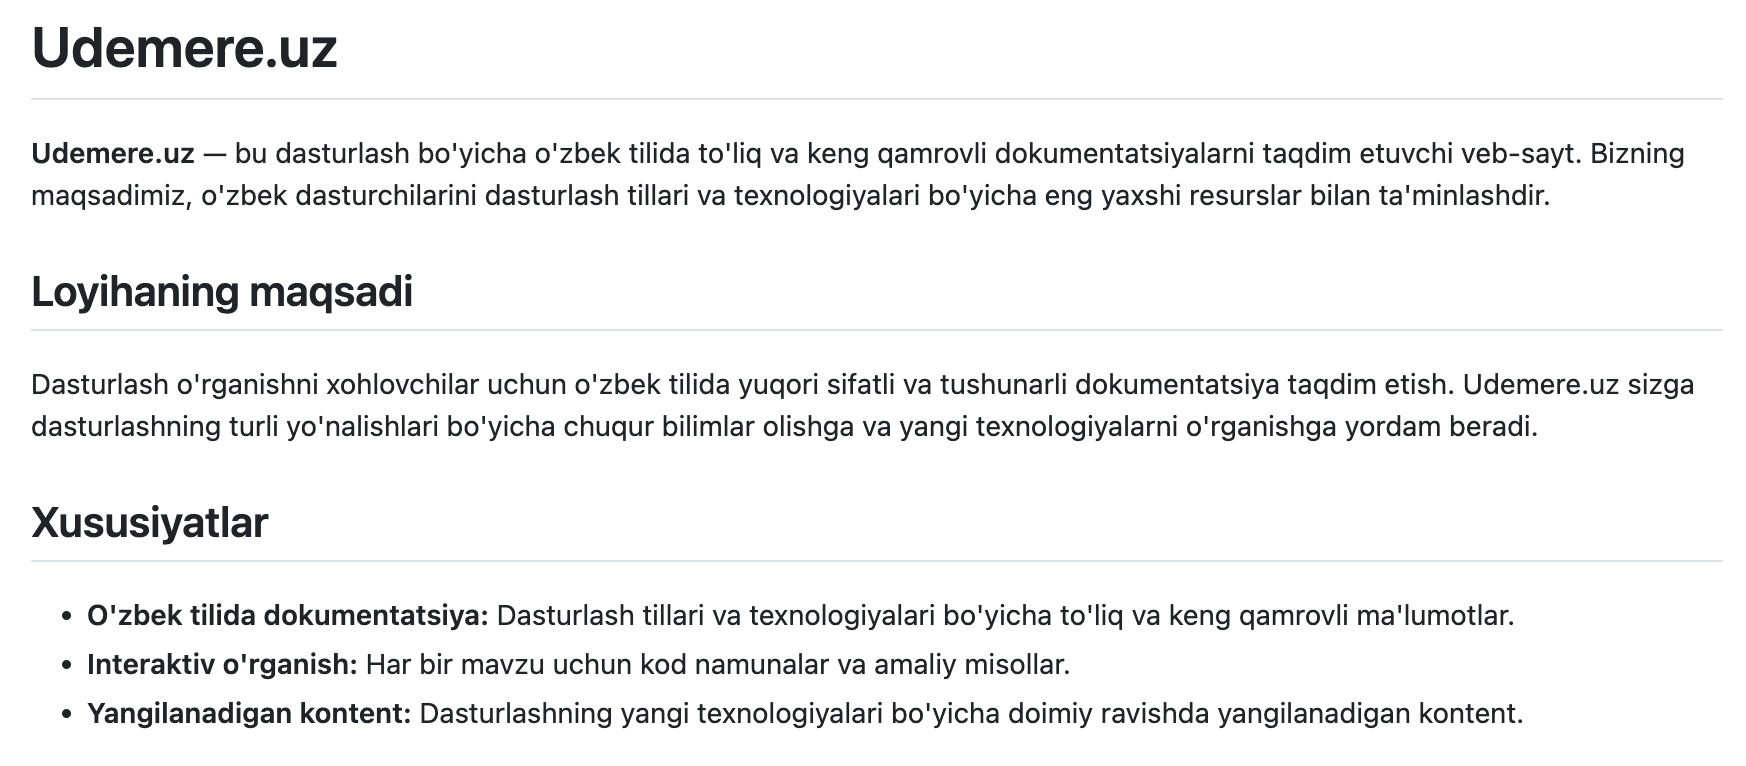 Udemere.uz
Udemere.uz — bu dasturlash bo'yicha o'zbek tilida to'liq va keng qamrovli dokumentatsiyalarni taqdim etuvchi veb-sayt. Bizning
maqsadimiz, o'zbek dasturchilarini dasturlash tillari va texnologiyalari bo'yicha eng yaxshi resurslar bilan ta'minlashdir.
Loyihaning maqsadi
Dasturlash o'rganishni xohlovchilar uchun o'zbek tilida yuqori sifatli va tushunarli dokumentatsiya taqdim etish. Udemere.uz sizga
dasturlashning turli yo'nalishlari bo'yicha chuqur bilimlar olishga va yangi texnologiyalarni o'rganishga yordam beradi.
Xususiyatlar
• O'zbek tilida dokumentatsiya: Dasturlash tillari va texnologiyalari bo'yicha to'liq va keng qamrovli ma'lumotlar.
• Interaktiv o'rganish: Har bir mavzu uchun kod namunalar va amaliy misollar.
• Yangilanadigan kontent: Dasturlashning yangi texnologiyalari bo'yicha doimiy ravishda yangilanadigan kontent.